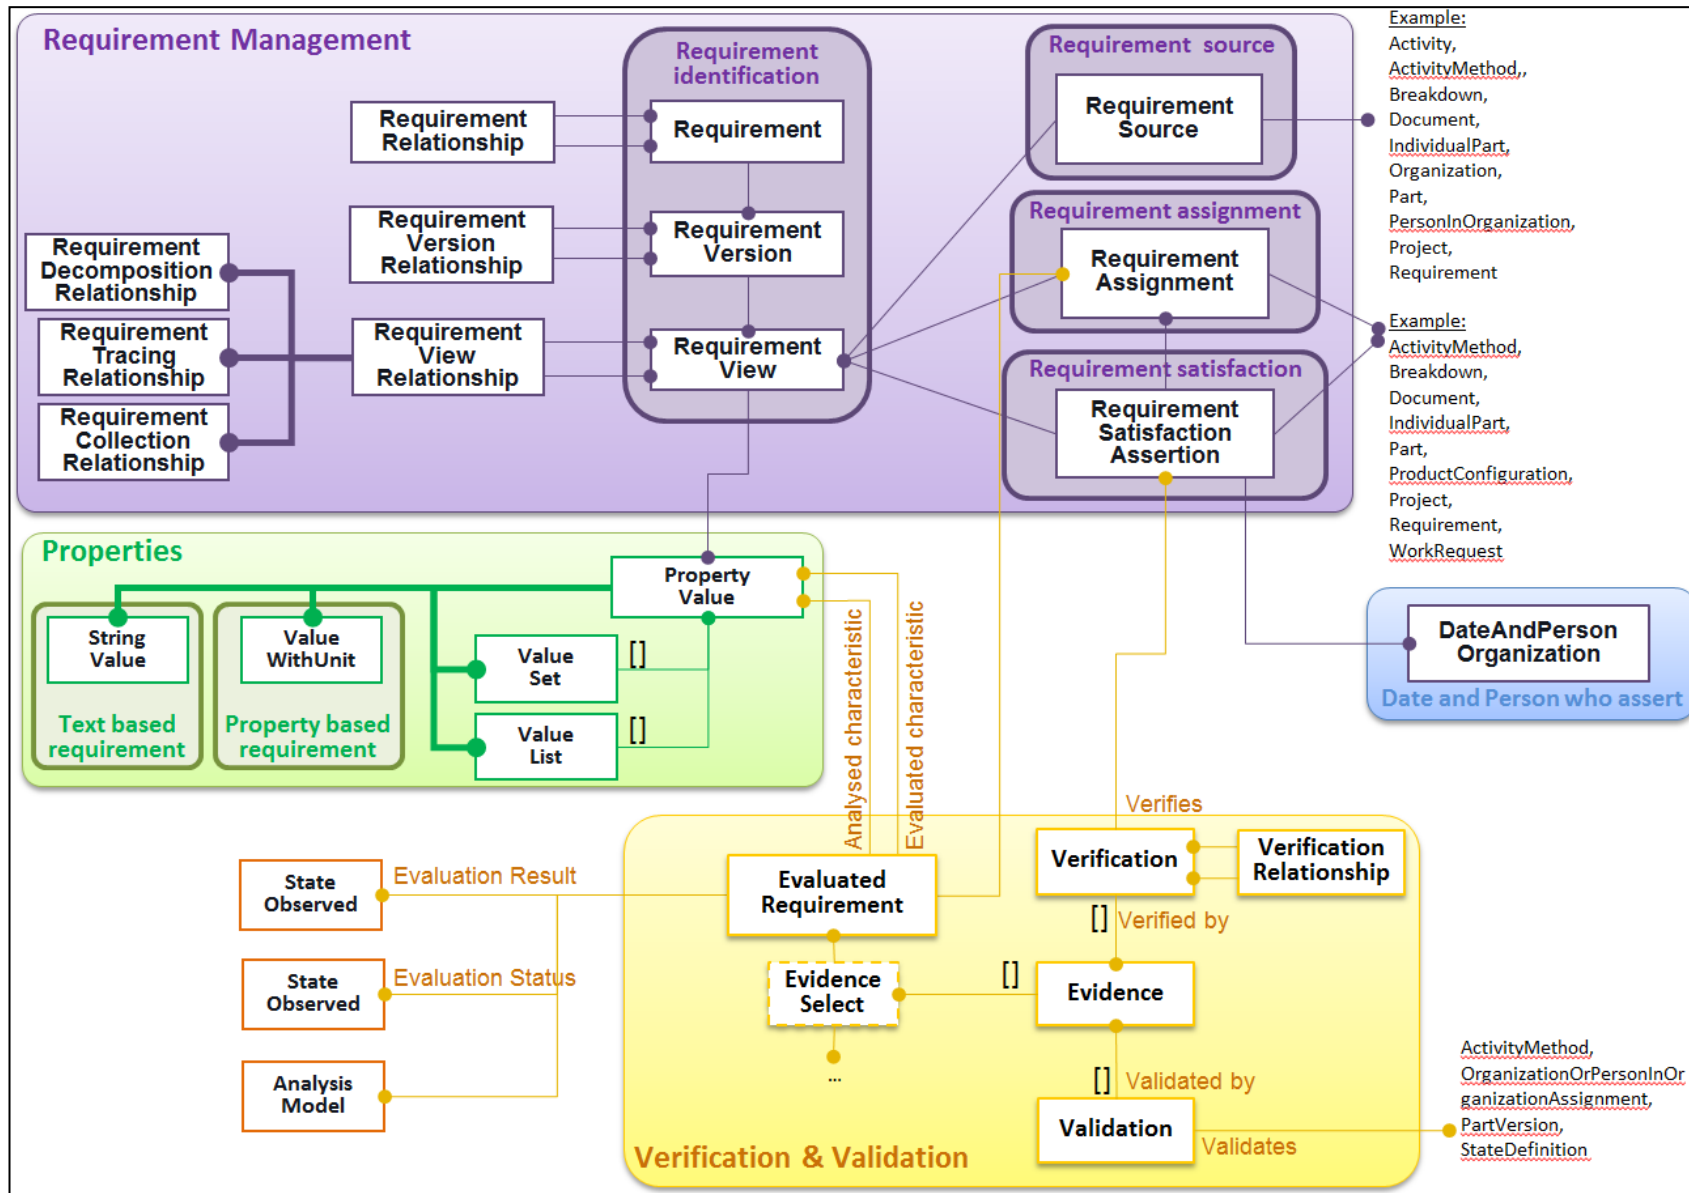 Requirement Management
Requirement
identification
Requirement
Requirement
Version
Requirement
View
Requirement
Relationship
Requirement
Version
Relationship
Requirement
View
Relationship
Requirement
Decomposition
Relationship
Requirement
Tracing
Relationship
Requirement
Collection
Relationship
Requirement source
Requirement
Source
Requirement assignment
Requirement
Assignment
Requirement satisfaction
Requirement
Satisfaction
Assertion
Example:
Activity,
ActivityMethod,,
Breakdown,
Document,
IndividualPart,
Organization,
Part,
PersonInOrganization,
Project,
Requirement
Example:
ActivityMethod,
Breakdown,
Document,
IndividualPart,
Part,
ProductConfiguration,
Project,
Requirement,
WorkRequest
DateAndPerson
Organization
Date and Person who assert
Properties
Property
Value
String
Value
Text based
requirement
Value
WithUnit
Property based
requirement
Value
Set
[]
Value
List
[]
Analysed characteristic
Evaluated characteristic
Verifies
State
Observed
Evaluation Result
State
Observed
Evaluation Status
Analysis
Model
Evaluated
Requirement
Evidence
Select
...
Verification
Verification
Relationship
[] Verified by
[]
Evidence
[] Validated by
Validation
Validates
Verification & Validation
ActivityMethod,
OrganizationOrPersonInOr
ganizationAssignment,
PartVersion,
StateDefinition